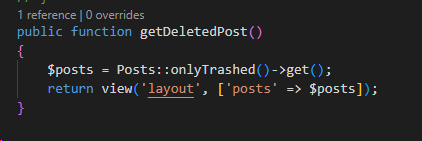 1 reference | 0 overrides
public function getDeletedPost()
{
$posts = Posts::onlyTrashed()->get();
return view('layout', ['posts' => $posts]);
}